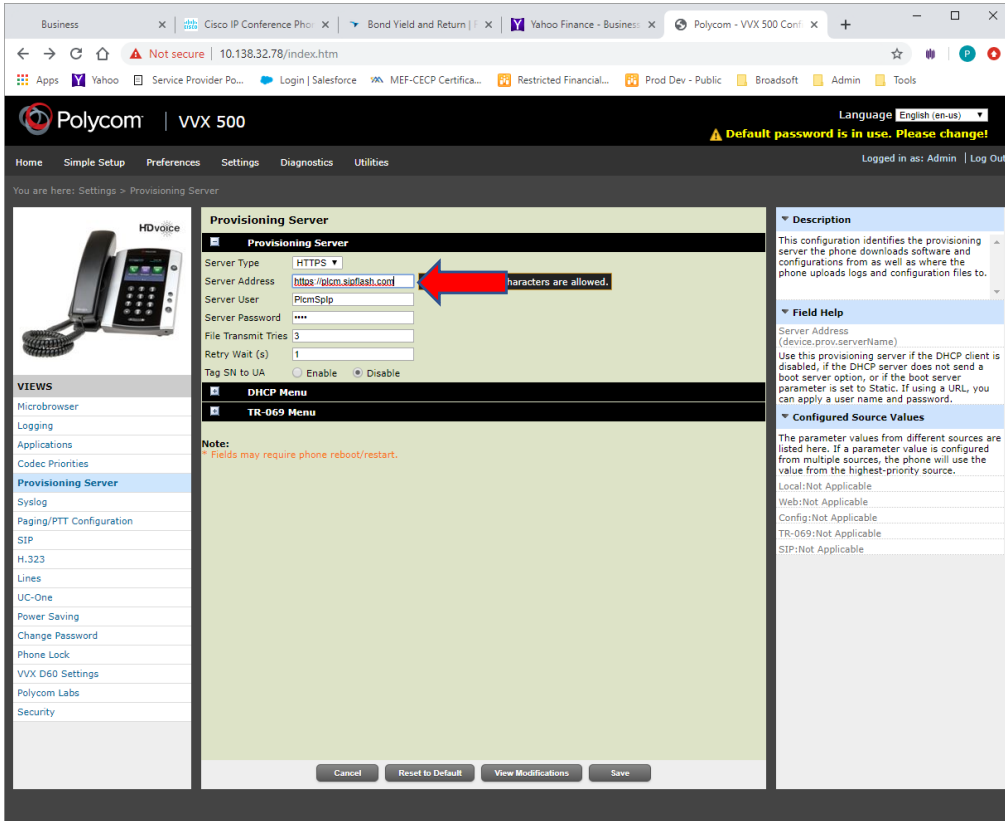 Business
Cisco IP Conference Phon
Bond Yield and Return |
Yahoo Finance - Business
Polycom - VVX 500 Confi
Not secure | 10.138.32.78/index.htm
P
Apps Yahoo Service Provider Po... Login | Salesforce MEF-CECP Certifica... Restricted Financial... Prod Dev - Public Broadsoft Admin Tools
Polycom | VVX 500
Language English (en-us)
Default password is in use. Please change!
Home Simple Setup Preferences Settings Diagnostics Utilities
Logged in as: Admin | Log Out
You are here: Settings > Provisioning Server
HDvoice
VIEWS
Microbrowser
Logging
Applications
Codec Priorities
Provisioning Server
Syslog
Paging/PTT Configuration
SIP
H.323
Lines
UC-One
Power Saving
Change Password
Phone Lock
VVX D60 Settings
Polycom Labs
Security
Provisioning Server
Provisioning Server
Server Type HTTPS
Server Address https://plcm.sipflash.com
haracters are allowed.
Server User PlcmSpIp
Server Password ••••
File Transmit Tries 3
Retry Wait (s) 1
Tag SN to UA Enable Disable
DHCP Menu
TR-069 Menu
Note:
* Fields may require phone reboot/restart.
Cancel Reset to Default View Modifications Save
Description
This configuration identifies the provisioning
server the phone downloads software and
configurations from as well as where the
phone uploads logs and configuration files to.
Field Help
Server Address
(device.prov.serverName)
Use this provisioning server if the DHCP client is
disabled, if the DHCP server does not send a
boot server option, or if the boot server
parameter is set to Static. If using a URL, you
can apply a user name and password.
Configured Source Values
The parameter values from different sources are
listed here. If a parameter value is configured
from multiple sources, the phone will use the
value from the highest-priority source.
Local:Not Applicable
Web:Not Applicable
Config:Not Applicable
TR-069:Not Applicable
SIP:Not Applicable